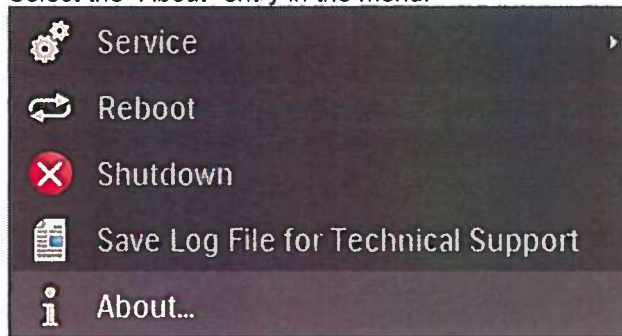 Select the "About" entry in the menu.
Service
Reboot
Shutdown
Save Log File for Technical Support
About...